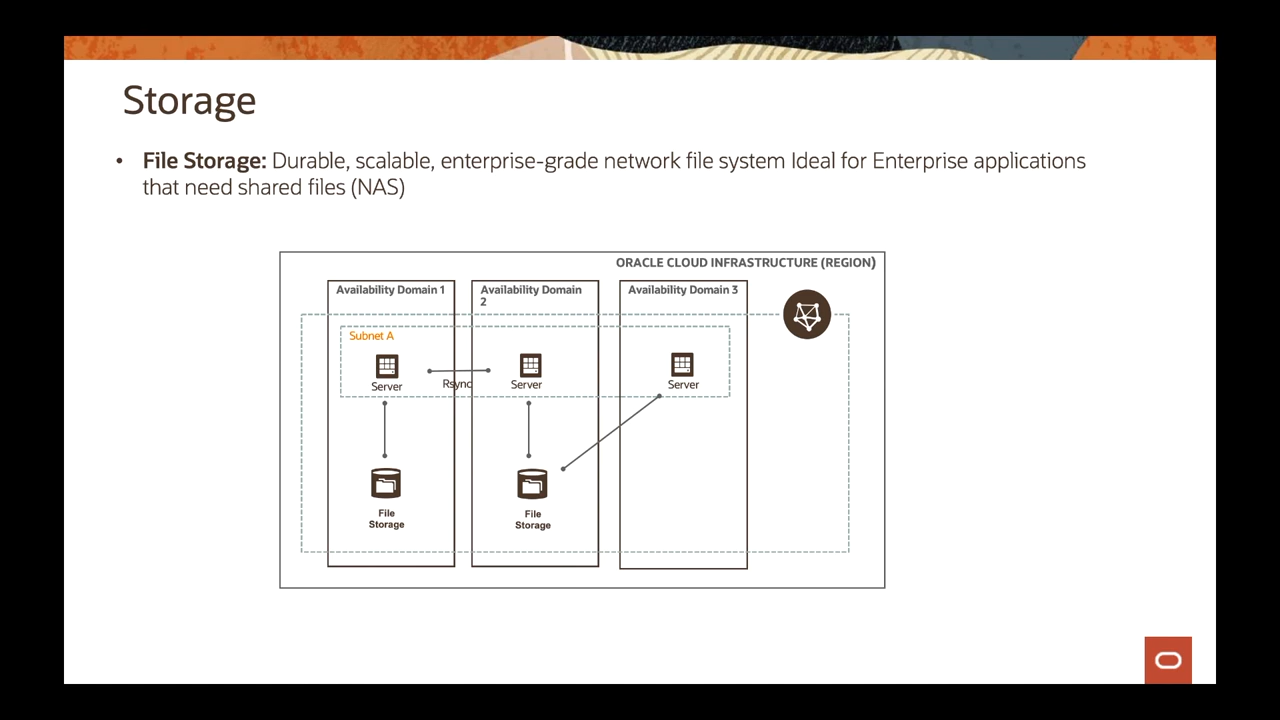 Storage
• File Storage: Durable, scalable, enterprise-grade network file system Ideal for Enterprise applications
that need shared files (NAS)
ORACLE CLOUD INFRASTRUCTURE (REGION)
Availability Domain 1
Availability Domain
2
Availability Domain 3
Subnet A
Server
Rsync
Server
Server
File
Storage
File
Storage